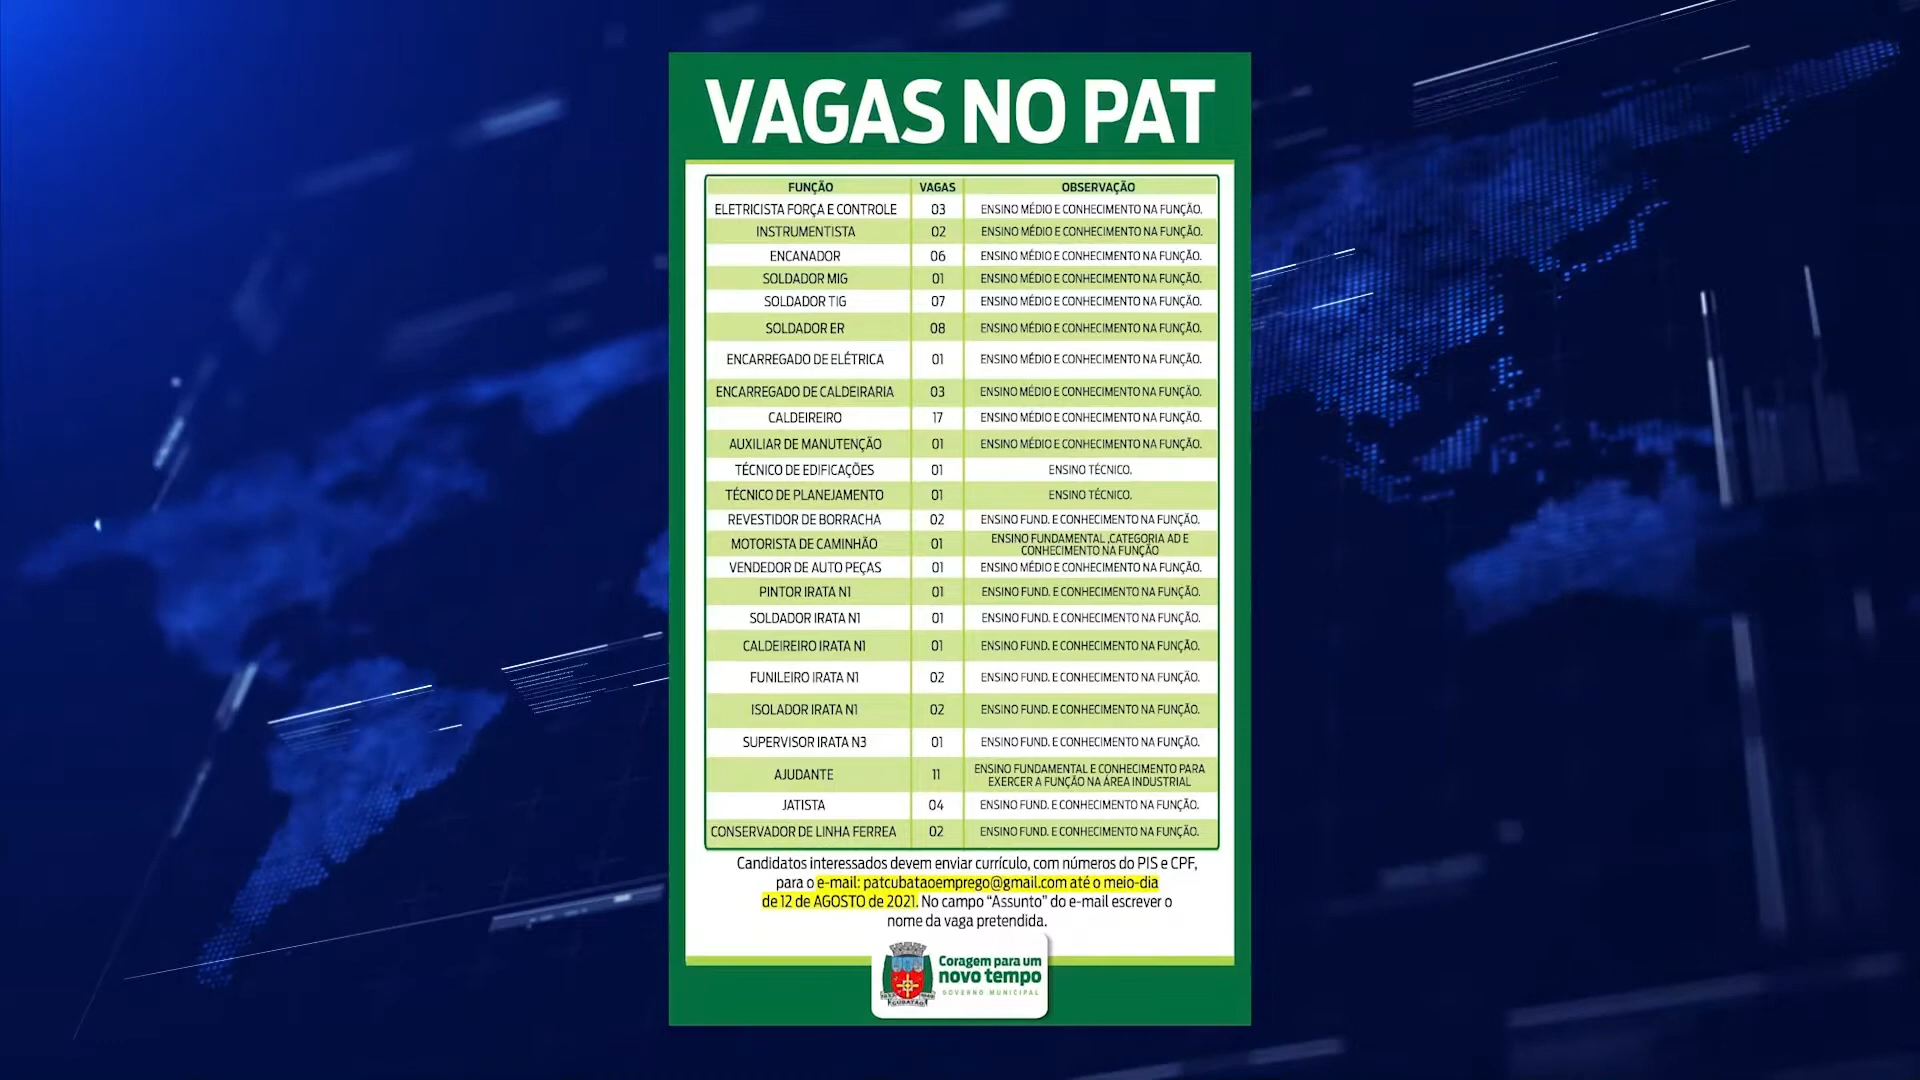 VAGAS NO PAT
FUNÇÃO VAGAS OBSERVAÇÃO
ELETRICISTA FORÇA E CONTROLE 03 ENSINO MÉDIO E CONHECIMENTO NA FUNÇÃO.
INSTRUMENTISTA 02 ENSINO MÉDIO E CONHECIMENTO NA FUNÇÃO.
ENCANADOR 06 ENSINO MÉDIO E CONHECIMENTO NA FUNÇÃO.
SOLDADOR MIG 01 ENSINO MÉDIO E CONHECIMENTO NA FUNÇÃO.
SOLDADOR TIG 07 ENSINO MÉDIO E CONHECIMENTO NA FUNÇÃO.
SOLDADOR ER 08 ENSINO MÉDIO E CONHECIMENTO NA FUNÇÃO.
ENCARREGADO DE ELÉTRICA 01 ENSINO MÉDIO E CONHECIMENTO NA FUNÇÃO.
ENCARREGADO DE CALDEIRARIA 03 ENSINO MÉDIO E CONHECIMENTO NA FUNÇÃO.
CALDEIREIRO 17 ENSINO MÉDIO E CONHECIMENTO NA FUNÇÃO.
AUXILIAR DE MANUTENÇÃO 01 ENSINO MÉDIO E CONHECIMENTO NA FUNÇÃO.
TÉCNICO DE EDIFICAÇÕES 01 ENSINO TÉCNICO.
TÉCNICO DE PLANEJAMENTO 01 ENSINO TÉCNICO.
REVESTIDOR DE BORRACHA 02 ENSINO FUND. E CONHECIMENTO NA FUNÇÃO.
MOTORISTA DE CAMINHÃO 01 ENSINO FUNDAMENTAL ,CATEGORIA AD E
CONHECIMENTO NA FUNÇÃO
VENDEDOR DE AUTO PEÇAS 01 ENSINO MÉDIO E CONHECIMENTO NA FUNÇÃO.
PINTOR IRATA N1 01 ENSINO FUND. E CONHECIMENTO NA FUNÇÃO.
SOLDADOR IRATA N1 01 ENSINO FUND. E CONHECIMENTO NA FUNÇÃO.
CALDEIREIRO IRATA N1 01 ENSINO FUND. E CONHECIMENTO NA FUNÇÃO.
FUNILEIRO IRATA N1 02 ENSINO FUND. E CONHECIMENTO NA FUNÇÃO.
ISOLADOR IRATA N1 02 ENSINO FUND. E CONHECIMENTO NA FUNÇÃO.
SUPERVISOR IRATA N3 01 ENSINO FUND. E CONHECIMENTO NA FUNÇÃO.
AJUDANTE 11 ENSINO FUNDAMENTAL E CONHECIMENTO PARA
EXERCER A FUNÇÃO NA ÁREA INDUSTRIAL
JATISTA 04 ENSINO FUND. E CONHECIMENTO NA FUNÇÃO.
CONSERVADOR DE LINHA FERREA 02 ENSINO FUND. E CONHECIMENTO NA FUNÇÃO.
Candidatos interessados devem enviar currículo, com números do PIS e CPF,
para o e-mail: patcubataoemprego@gmail.com até o meio-dia
de 12 de AGOSTO de 2021. No campo “Assunto” do e-mail escrever o
nome da vaga pretendida.
Coragem para um
novo tempo
GOVERNO MUNICIPAL
CUBATÃO